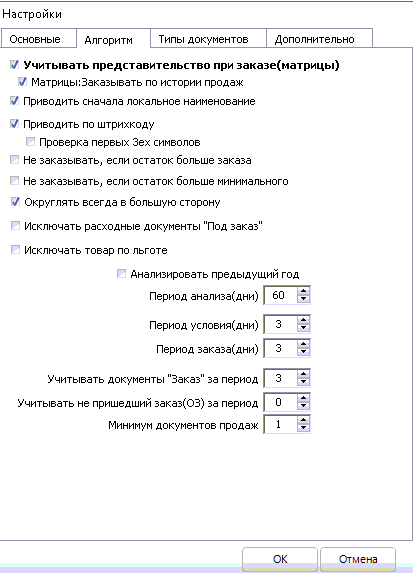 Настройки
Основные Алгоритм Типы документов Дополнительно
Учитывать представительство при заказе(матрицы)
Матрицы:Заказывать по истории продаж
Приводить сначала локальное наименование
Приводить по штрихкоду
Проверка первых 3ех символов
Не заказывать, если остаток больше заказа
Не заказывать, если остаток больше минимального
Округлять всегда в большую сторону
Исключать расходные документы "Под заказ"
Исключать товар по льготе
Анализировать предыдущий год
Период анализа(дни) 60
Период условия(дни) 3
Период заказа(дни) 3
Учитывать документы "Заказ" за период 3
Учитывать не пришедший заказ(ОЗ) за период 0
Минимум документов продаж 1
ОК Отмена